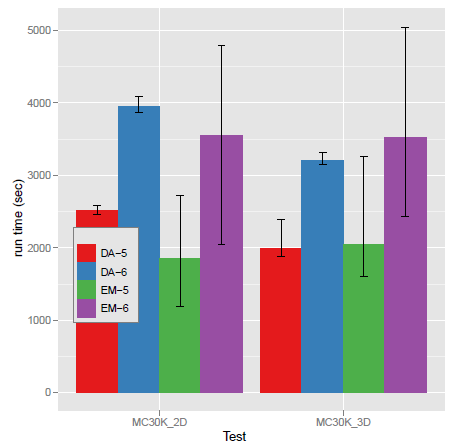 5000
4000
3000
2000
1000
0
run time (sec)
DA-5
DA-6
EM-5
EM-6
MC30K_2D
MC30K_3D
Test